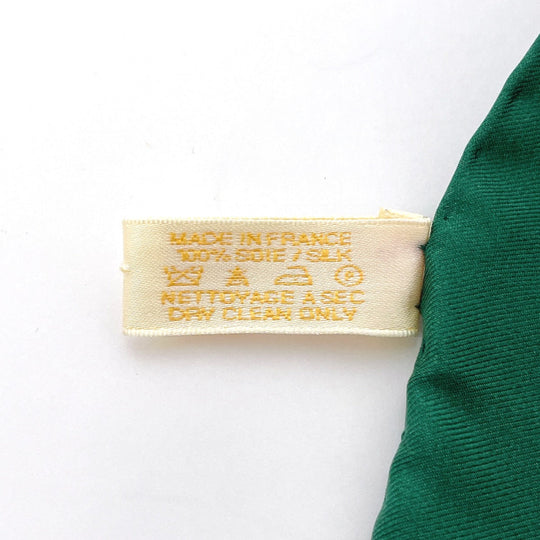 MADE IN FRANCE
100% SOIE / SILK
NETTOYAGE A SEC
DRY CLEAN ONLY